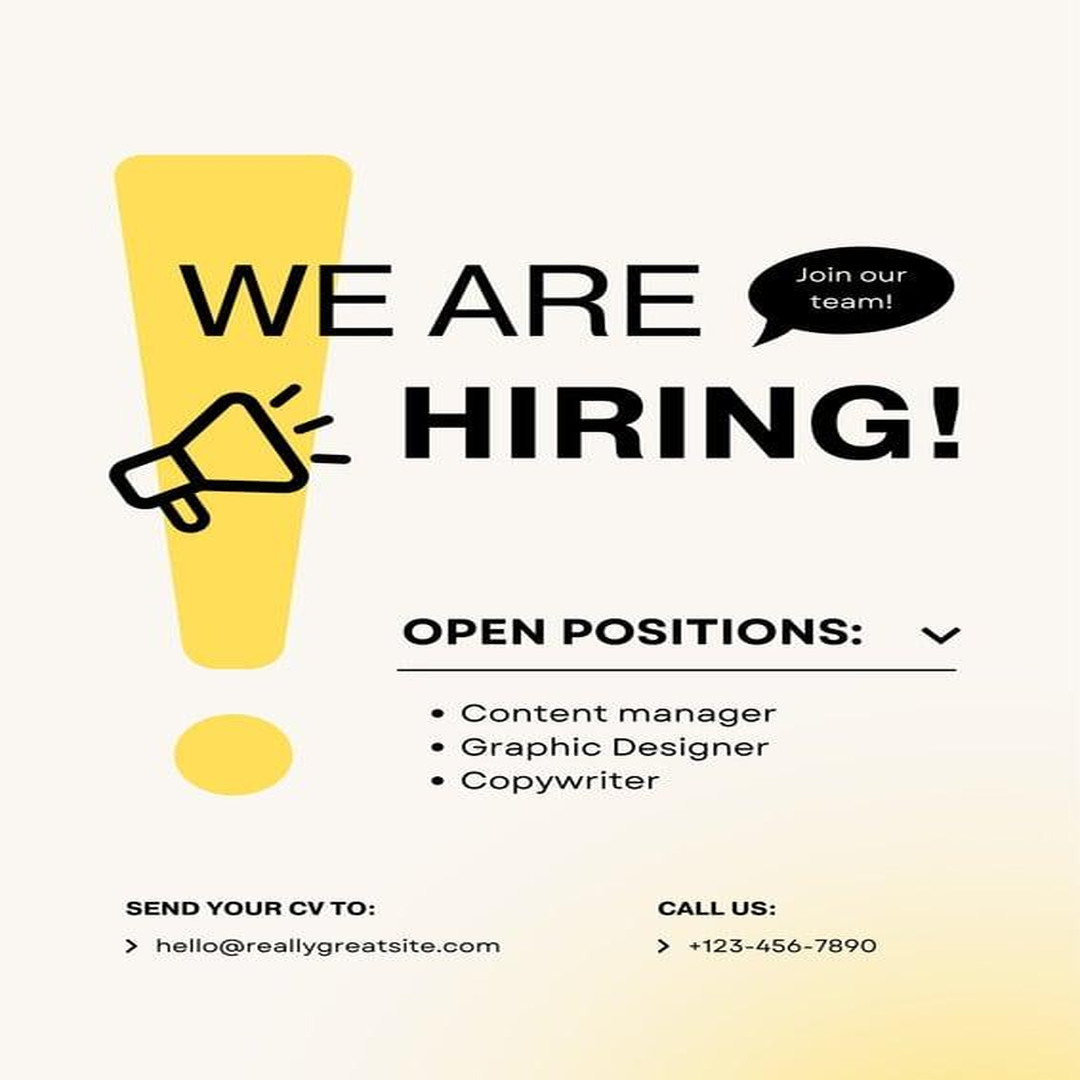 WE ARE
Join our
team!
HIRING!
OPEN POSITIONS:
• Content manager
• Graphic Designer
• Copywriter
SEND YOUR CV TO:
hello@reallygreatsite.com
CALL US:
+123-456-7890